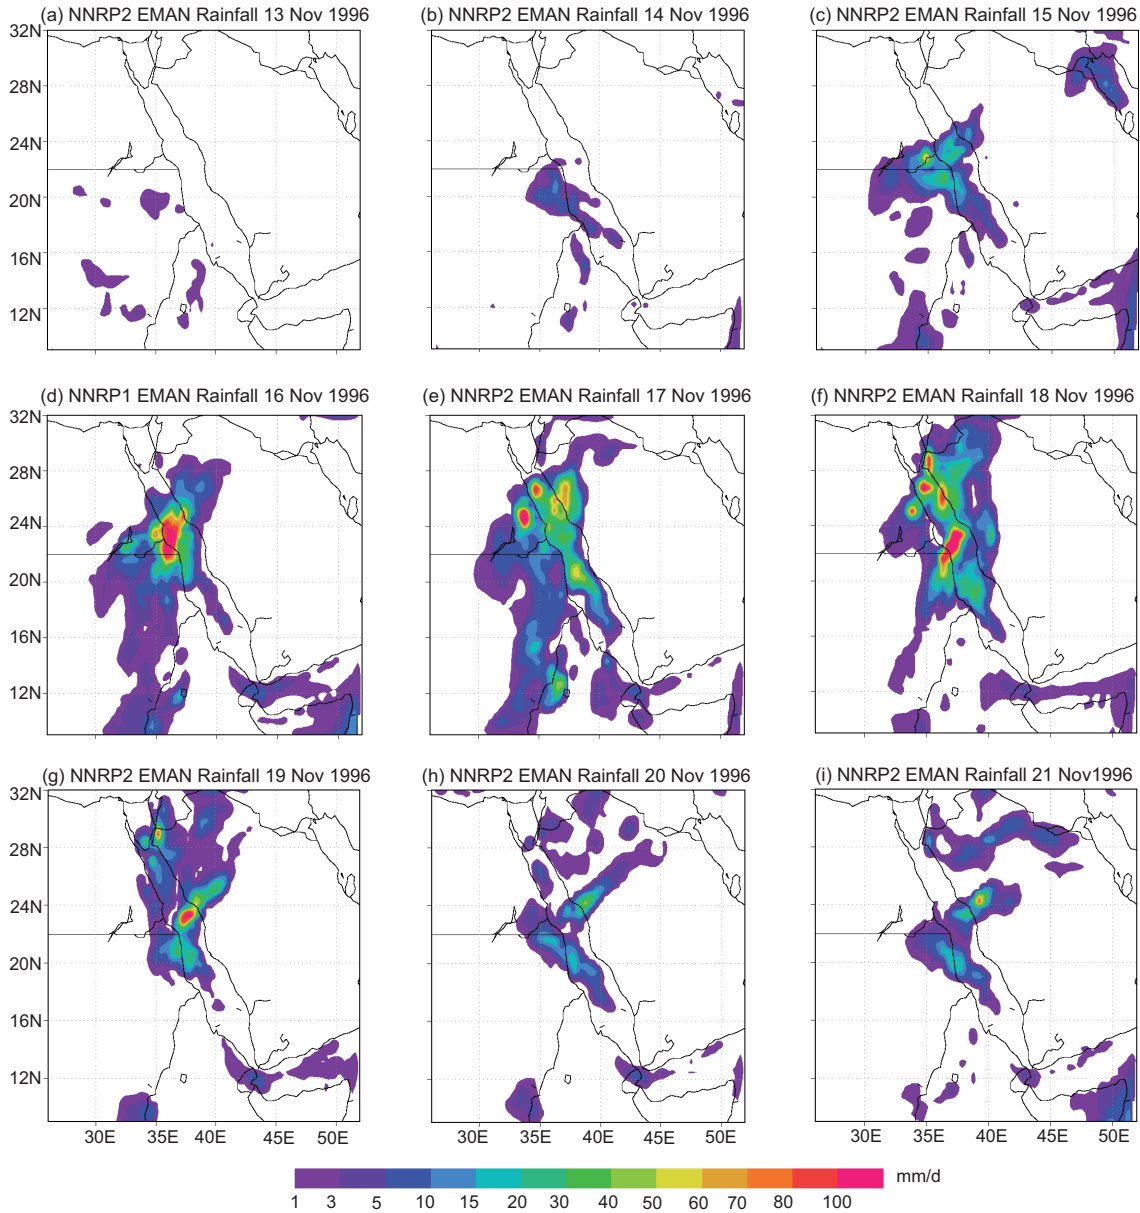 (a) NNRP2 EMAN Rainfall 13 Nov 1996
(b) NNRP2 EMAN Rainfall 14 Nov 1996
(c) NNRP2 EMAN Rainfall 15 Nov 1996
32N
28N
24N
20N
16N
12N
(d) NNRP1 EMAN Rainfall 16 Nov 1996
(e) NNRP2 EMAN Rainfall 17 Nov 1996
(f) NNRP2 EMAN Rainfall 18 Nov 1996
32N
28N
24N
20N
16N
12N
(g) NNRP2 EMAN Rainfall 19 Nov 1996
(h) NNRP2 EMAN Rainfall 20 Nov 1996
(i) NNRP2 EMAN Rainfall 21 Nov1996
32N
28N
24N
20N
16N
12N
30E 35E 40E 30E 35E 40E 45E 50E 30E 35E 40E 45E 50E
mm/d
1 3 5 10 15 20 30 40 50 60 70 80 100